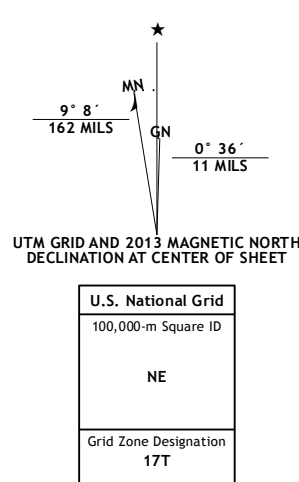 ★
MN
GN
9° 8´
162 MILS
0° 36´
11 MILS
UTM GRID AND 2013 MAGNETIC NORTH
DECLINATION AT CENTER OF SHEET
U.S. National Grid
100,000-m Square ID
NE
Grid Zone Designation
17T